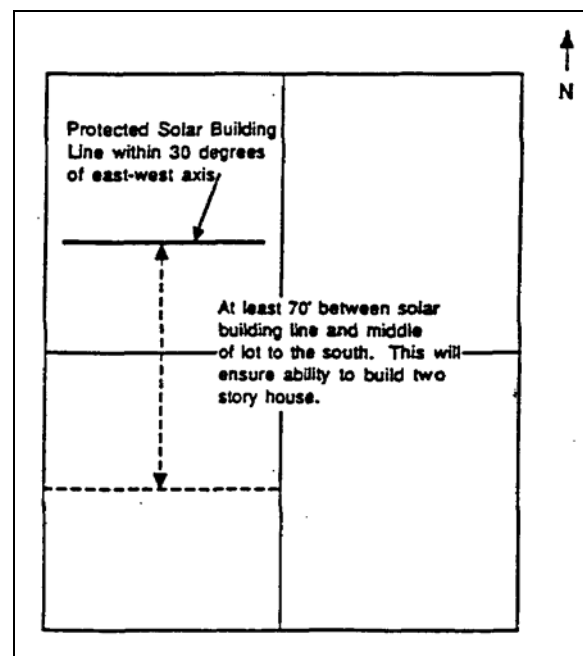 N
Protected Solar Building
Line within 30 degrees
of east-west axis
At least 70' between solar
building line and middle
of lot to the south. This will
ensure ability to build two
story house.